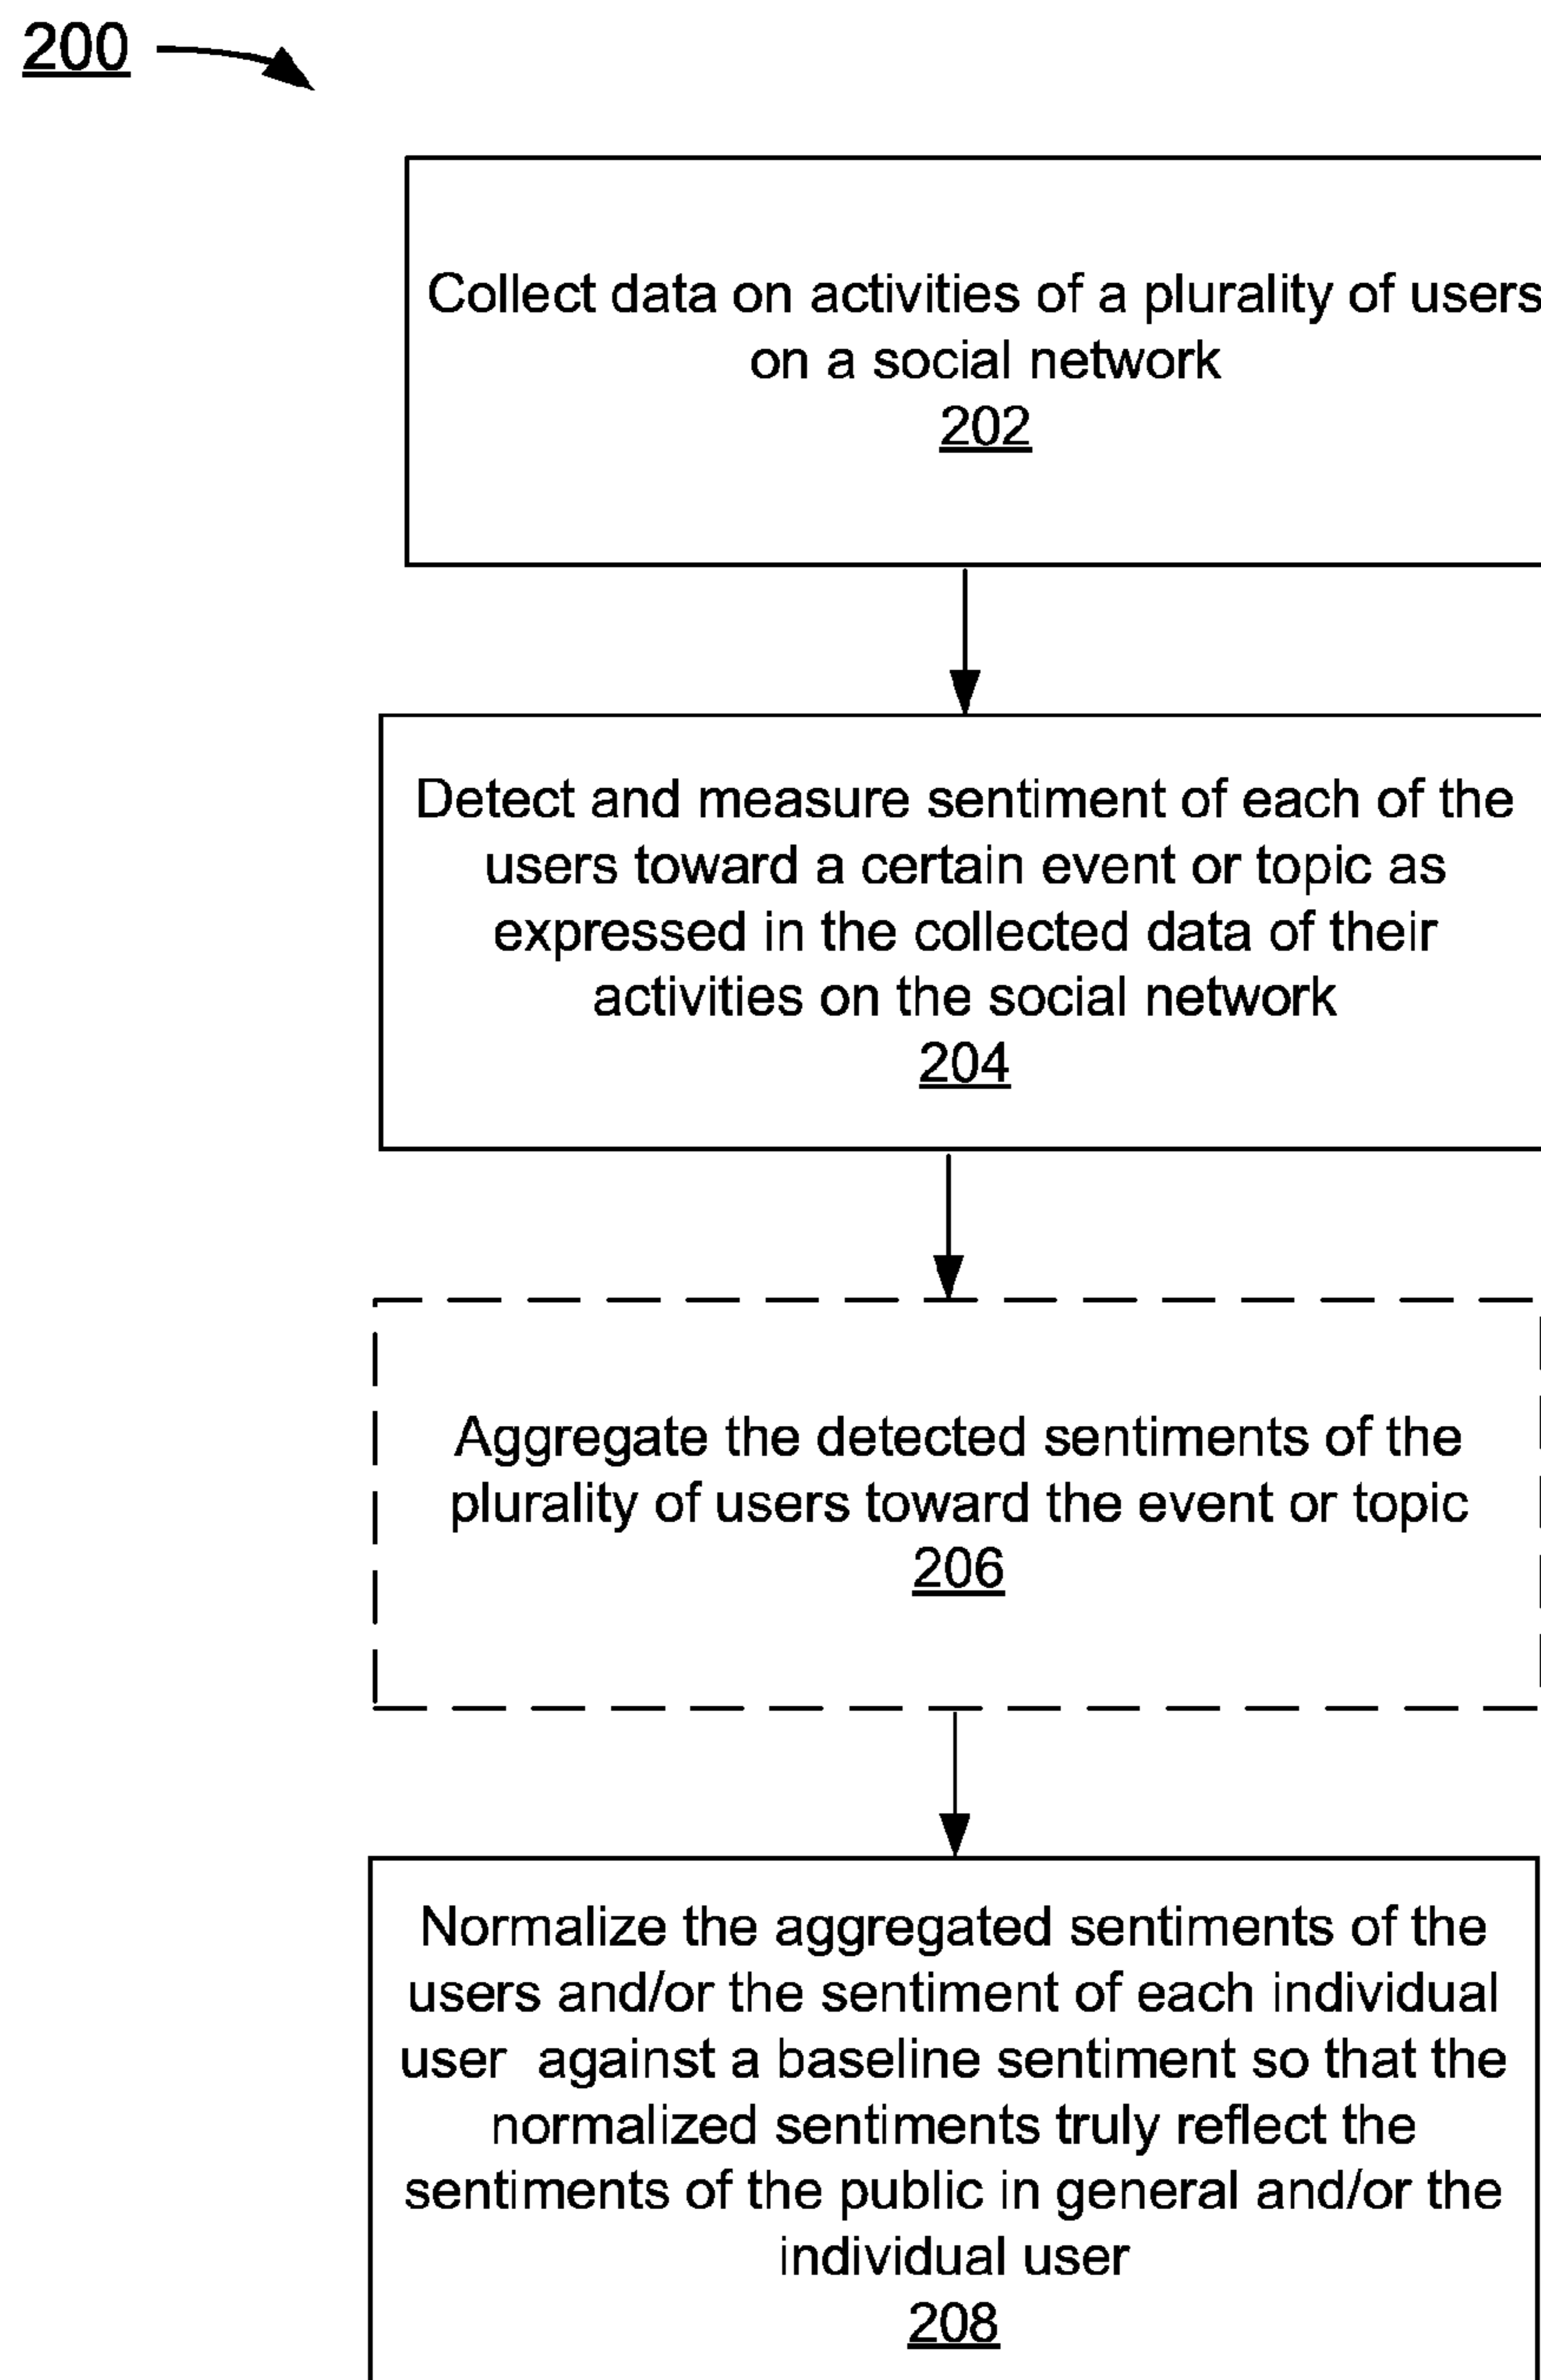 200
Collect data on activities of a plurality of users
on a social network
202
Detect and measure sentiment of each of the
users toward a certain event or topic as
expressed in the collected data of their
activities on the social network
204
Aggregate the detected sentiments of the
plurality of users toward the event or topic
206
Normalize the aggregated sentiments of the
users and/or the sentiment of each individual
user against a baseline sentiment so that the
normalized sentiments truly reflect the
sentiments of the public in general and/or the
individual user
208